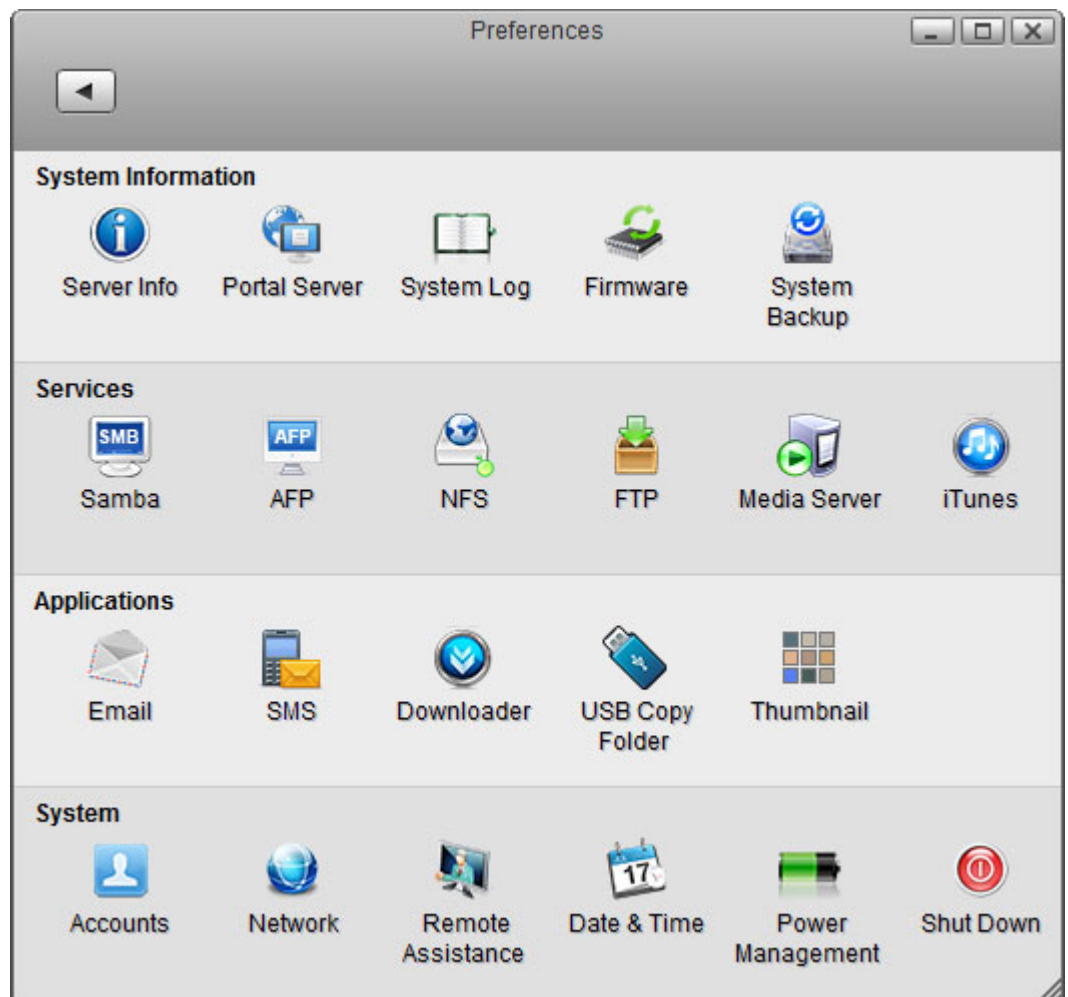 Preferences
System Information
Server Info
Portal Server
System Log
Firmware
System
Backup
Services
SMB
AFP
Samba
AFP
NFS
FTP
Media Server
iTunes
Applications
Email
SMS
Downloader
USB Copy
Folder
Thumbnail
System
17
Accounts
Network
Remote
Assistance
Date & Time
Power
Management
Shut Down